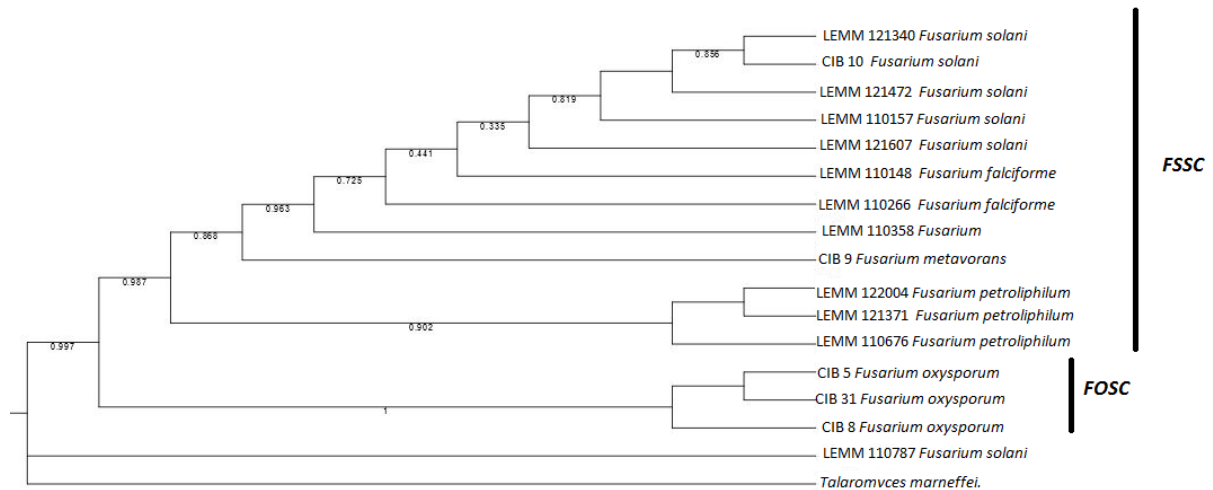 LEMM 121340 Fusarium solani
0.856
CIB 10 Fusarium solani
LEMM 121472 Fusarium solani
0.819
LEMM 110157 Fusarium solani
0.335
LEMM 121607 Fusarium solani
FSSC
0.441
LEMM 110148 Fusarium falciforme
0.725
LEMM 110266 Fusarium falciforme
0.963
LEMM 110358 Fusarium
0.868
CIB 9 Fusarium metavorans
0.987
LEMM 122004 Fusarium petroliphilum
LEMM 121371 Fusarium petroliphilum
0.902
LEMM 110676 Fusarium petroliphilum
0.997
CIB 5 Fusarium oxysporum
FOSC
CIB 31 Fusarium oxysporum
1
CIB 8 Fusarium oxysporum
LEMM 110787 Fusarium solani
Talaromyces marneffei.